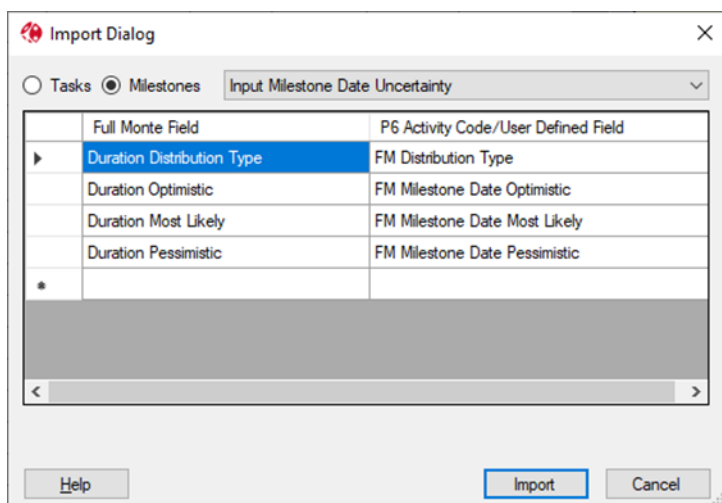 Import Dialog
Tasks Milestones Input Milestone Date Uncertainty
Full Monte Field P6 Activity Code/User Defined Field
Duration Distribution Type FM Distribution Type
Duration Optimistic FM Milestone Date Optimistic
Duration Most Likely FM Milestone Date Most Likely
Duration Pessimistic FM Milestone Date Pessimistic
Help Import Cancel